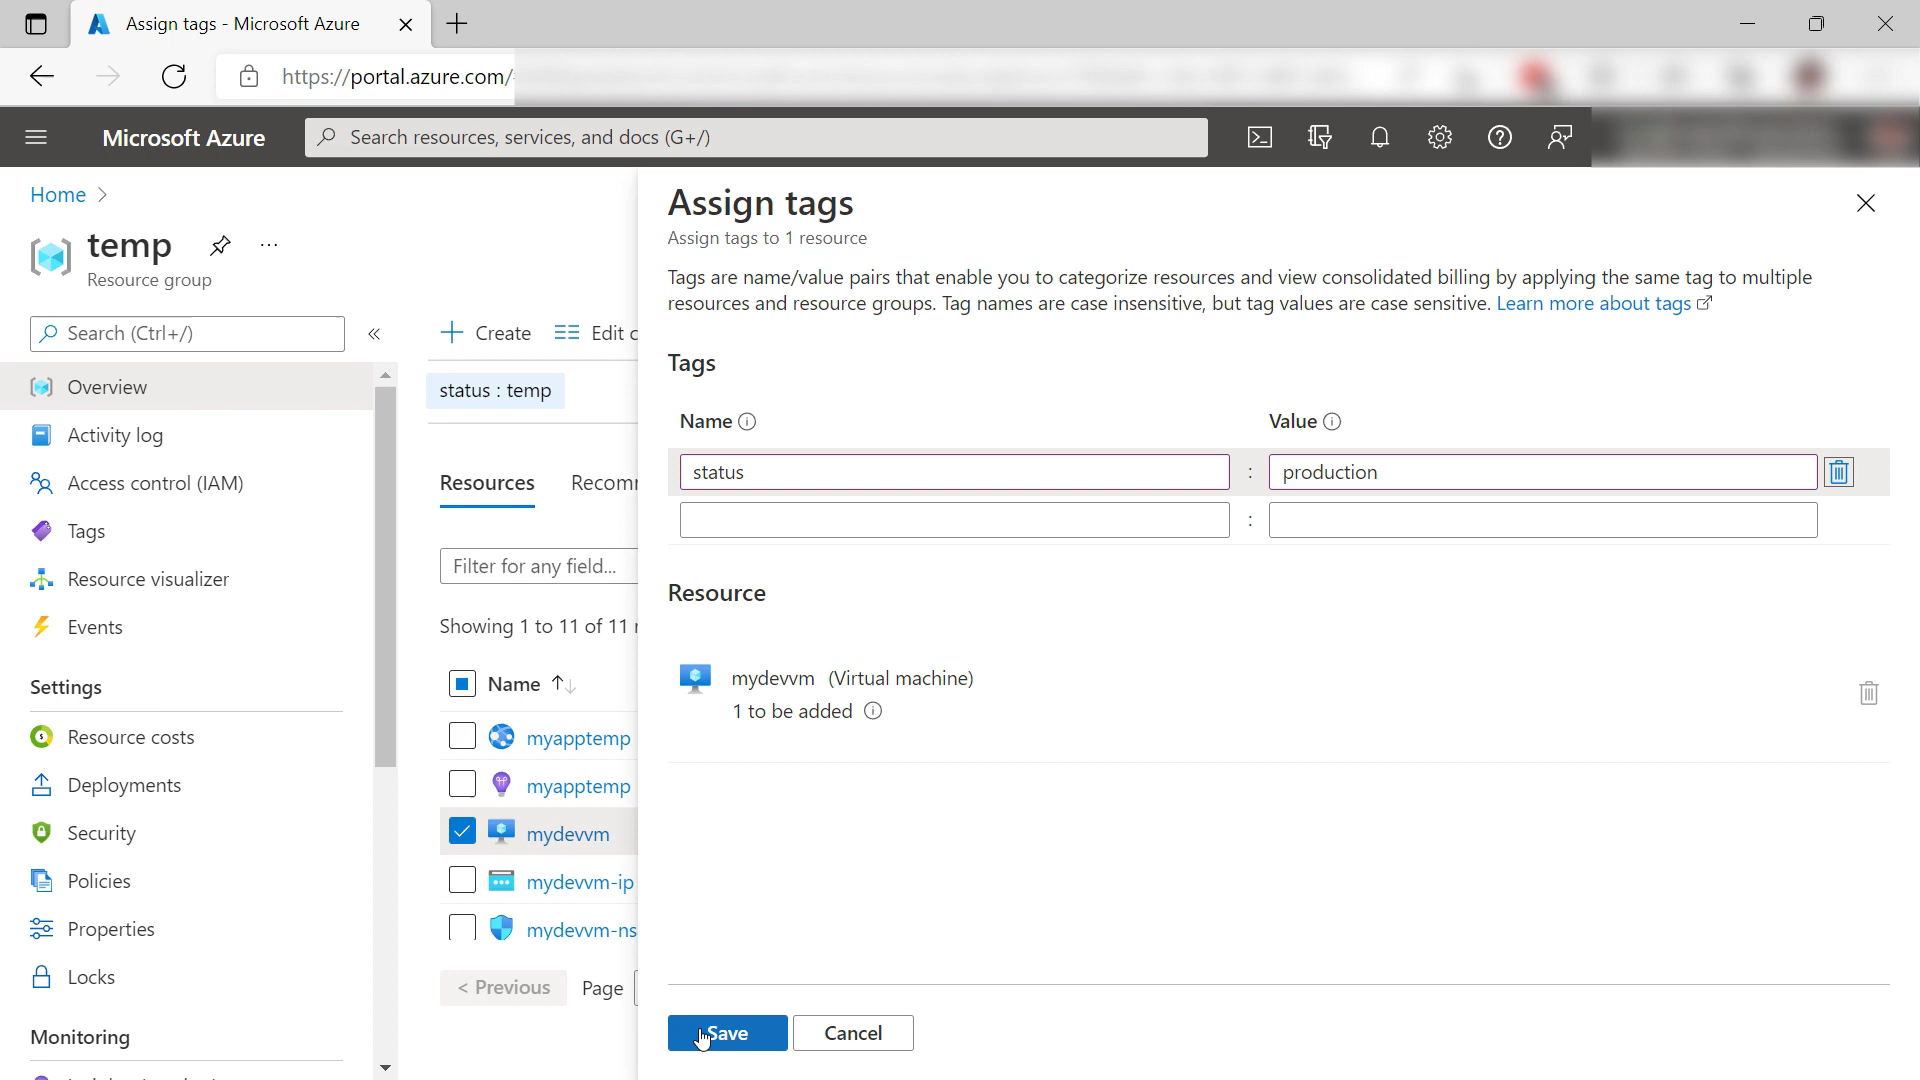 Assign tags - Microsoft Azure
https://portal.azure.com/
Microsoft Azure
Search resources, services, and docs (G+/)
Home
temp
Resource group
Search (Ctrl+/)
Overview
Activity log
Access control (IAM)
Tags
Resource visualizer
Events
Settings
Resource costs
Deployments
Security
Policies
Properties
Locks
Monitoring
Create
Edit c
status : temp
Resources
Recomm
Filter for any field...
Showing 1 to 11 of 11 r
Name
myapptemp
myapptemp
mydevvm
mydevvm-ip
mydevvm-ns
< Previous
Page
Assign tags
Assign tags to 1 resource
Tags are name/value pairs that enable you to categorize resources and view consolidated billing by applying the same tag to multiple
resources and resource groups. Tag names are case insensitive, but tag values are case sensitive. Learn more about tags
Tags
Name
Value
status : production
:
Resource
mydevvm (Virtual machine)
1 to be added
Save
Cancel